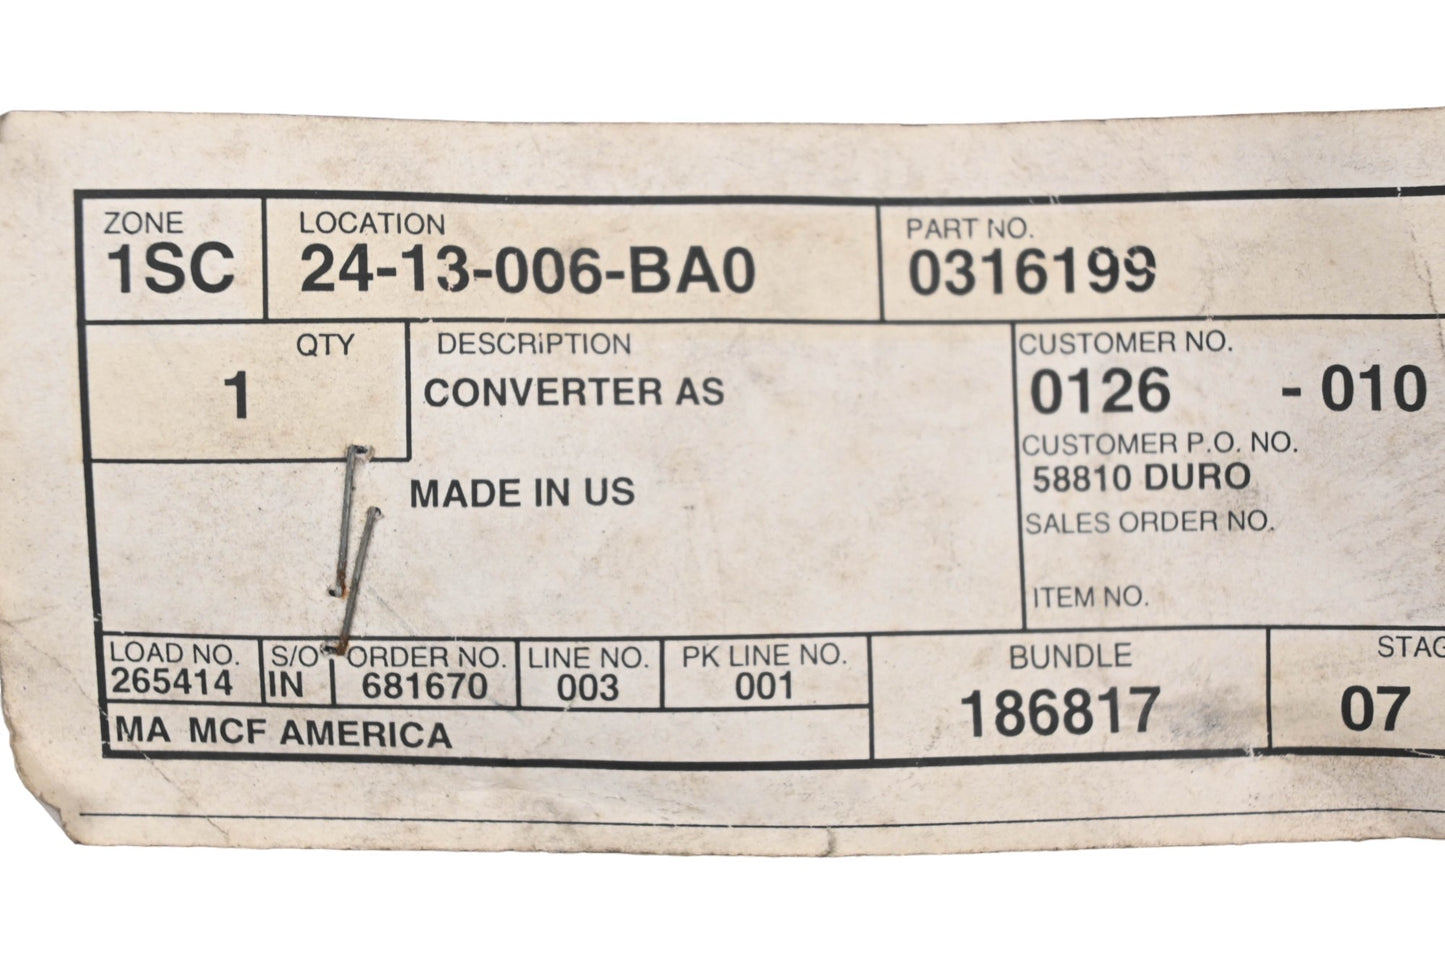 ZONE LOCATION PART NO.
1SC 24-13-006-BA0 0316199
QTY DESCRiPTION CUSTOMER NO.
1 CONVERTER AS 0126 - 010
CUSTOMER P.O. NO.
MADE IN US 58810 DURO
SALES ORDER NO.
ITEM NO.
LOAD NO. S/O ORDER NO. LINE NO. PK LINE NO. BUNDLE STAG
265414 IN 681670 003 001 186817 07
MA MCF AMERICA